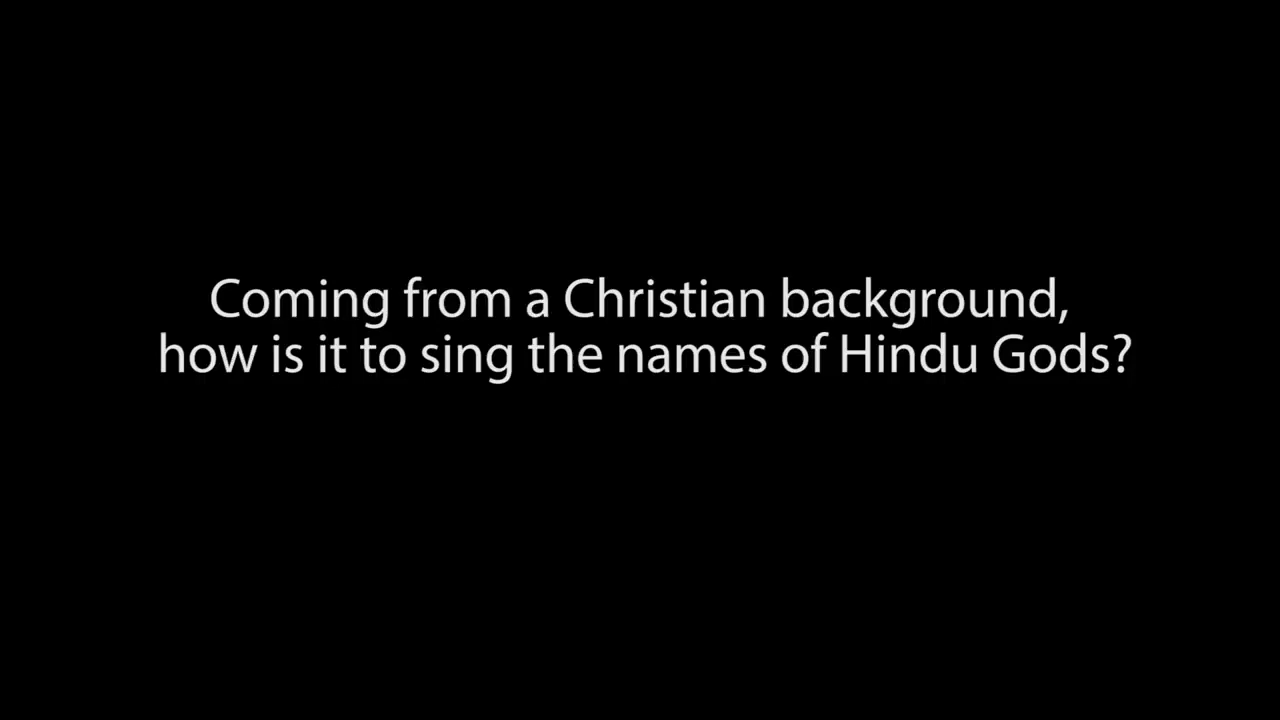 Coming from a Christian background,
how is it to sing the names of Hindu Gods?